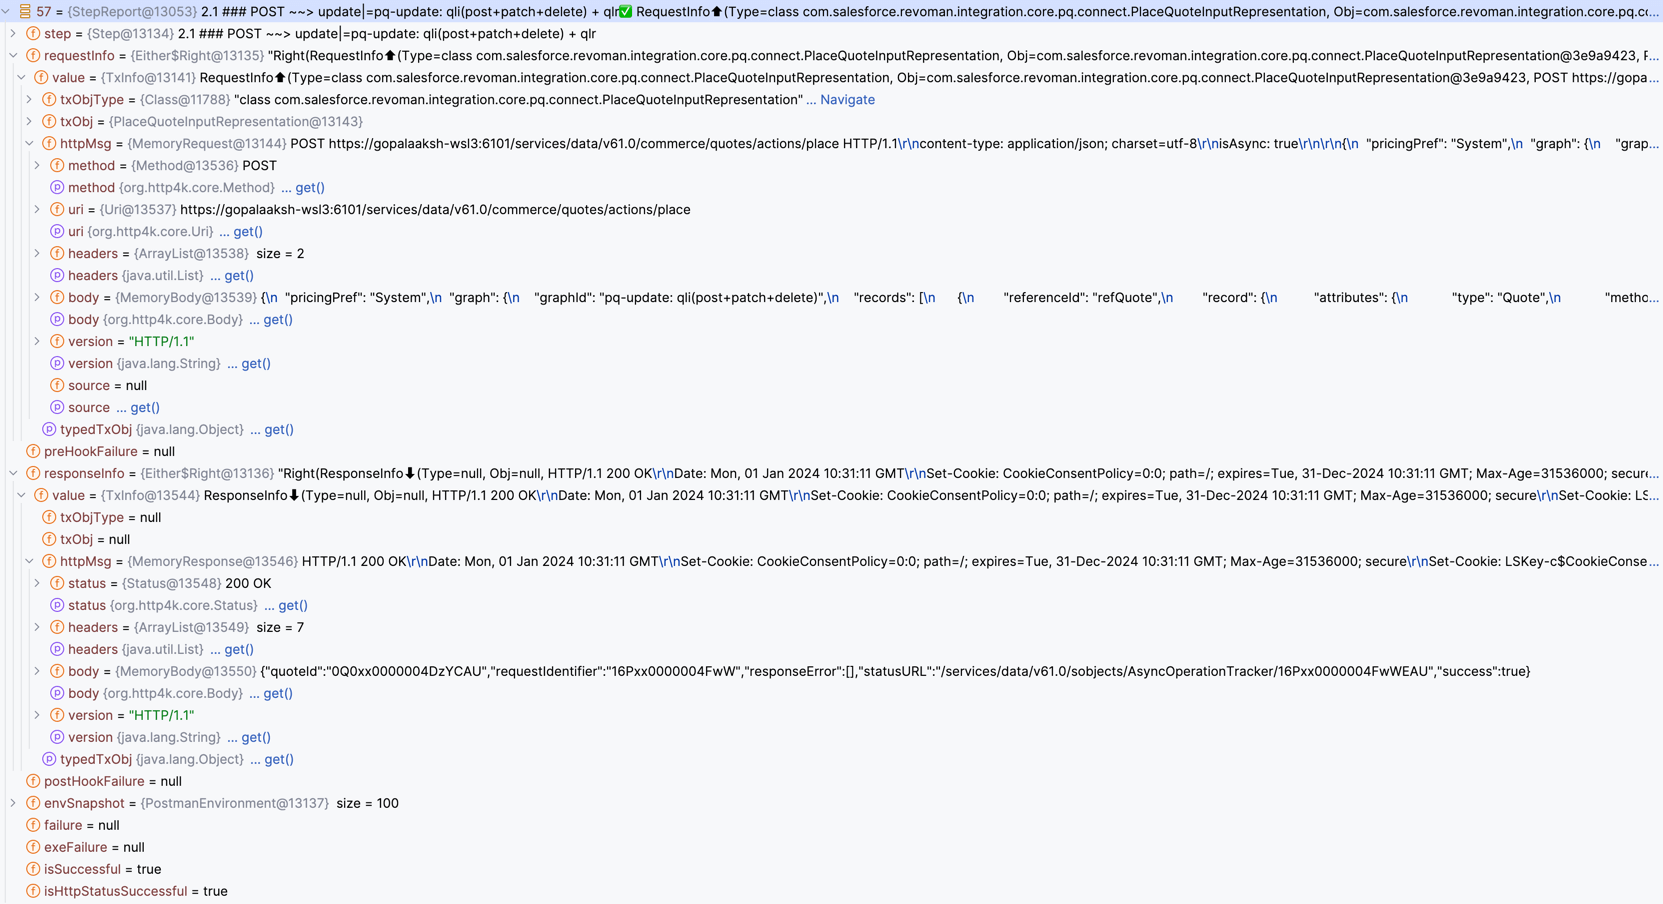 57 = {StepReport@13053} 2.1 ### POST ~~> update|=pq-update: qli(post+patch+delete) + qlr✅ RequestInfo⬆(Type=class com.salesforce.revoman.integration.core.pq.connect.PlaceQuoteInputRepresentation, Obj=com.salesforce.revoman.integration.core.pq.cc...
step = {Step@13134} 2.1 ### POST ~~> update|=pq-update: qli(post+patch+delete) + qlr
requestInfo = {Either$Right@13135} "Right(RequestInfo⬆(Type=class com.salesforce.revoman.integration.core.pq.connect.PlaceQuoteInputRepresentation, Obj=com.salesforce.revoman.integration.core.pq.connect.PlaceQuoteInputRepresentation@3e9a9423, F...
value = {TxInfo@13141} RequestInfo⬆(Type=class com.salesforce.revoman.integration.core.pq.connect.PlaceQuoteInputRepresentation, Obj=com.salesforce.revoman.integration.core.pq.connect.PlaceQuoteInputRepresentation@3e9a9423, POST https://gopa...
txObjType = {Class@11788} "class com.salesforce.revoman.integration.core.pq.connect.PlaceQuoteInputRepresentation" ... Navigate
txObj = {PlaceQuoteInputRepresentation@13143}
httpMsg = {MemoryRequest@13144} POST https://gopalaaksh-wsl3:6101/services/data/v61.0/commerce/quotes/actions/place HTTP/1.1\r\ncontent-type: application/json; charset=utf-8\r\nisAsync: true\r\n\r\n{\n  "pricingPref": "System",\n  "graph": {\n    "grap...
method = {Method@13536} POST
method {org.http4k.core.Method} ... get()
uri = {Uri@13537} https://gopalaaksh-wsl3:6101/services/data/v61.0/commerce/quotes/actions/place
uri {org.http4k.core.Uri} ... get()
headers = {ArrayList@13538}  size = 2
headers {java.util.List} ... get()
body = {MemoryBody@13539} {\n  "pricingPref": "System",\n  "graph": {\n    "graphId": "pq-update: qli(post+patch+delete)",\n    "records": [\n      {\n        "referenceId": "refQuote",\n        "record": {\n          "attributes": {\n            "type": "Quote",\n            "metho...
body {org.http4k.core.Body} ... get()
version = "HTTP/1.1"
version {java.lang.String} ... get()
source = null
source ... get()
typedTxObj {java.lang.Object} ... get()
preHookFailure = null
responseInfo = {Either$Right@13136} "Right(ResponseInfo⬇(Type=null, Obj=null, HTTP/1.1 200 OK\r\nDate: Mon, 01 Jan 2024 10:31:11 GMT\r\nSet-Cookie: CookieConsentPolicy=0:0; path=/; expires=Tue, 31-Dec-2024 10:31:11 GMT; Max-Age=31536000; secure...
value = {TxInfo@13544} ResponseInfo⬇(Type=null, Obj=null, HTTP/1.1 200 OK\r\nDate: Mon, 01 Jan 2024 10:31:11 GMT\r\nSet-Cookie: CookieConsentPolicy=0:0; path=/; expires=Tue, 31-Dec-2024 10:31:11 GMT; Max-Age=31536000; secure\r\nSet-Cookie: LS...
txObjType = null
txObj = null
httpMsg = {MemoryResponse@13546} HTTP/1.1 200 OK\r\nDate: Mon, 01 Jan 2024 10:31:11 GMT\r\nSet-Cookie: CookieConsentPolicy=0:0; path=/; expires=Tue, 31-Dec-2024 10:31:11 GMT; Max-Age=31536000; secure\r\nSet-Cookie: LSKey-c$CookieConse...
status = {Status@13548} 200 OK
status {org.http4k.core.Status} ... get()
headers = {ArrayList@13549}  size = 7
headers {java.util.List} ... get()
body = {MemoryBody@13550} {"quoteId":"0Q0xx0000004DzYCAU","requestIdentifier":"16Pxx0000004FwW","responseError":[],"statusURL":"/services/data/v61.0/sobjects/AsyncOperationTracker/16Pxx0000004FwWEAU","success":true}
body {org.http4k.core.Body} ... get()
version = "HTTP/1.1"
version {java.lang.String} ... get()
typedTxObj {java.lang.Object} ... get()
postHookFailure = null
envSnapshot = {PostmanEnvironment@13137}  size = 100
failure = null
exeFailure = null
isSuccessful = true
isHttpStatusSuccessful = true